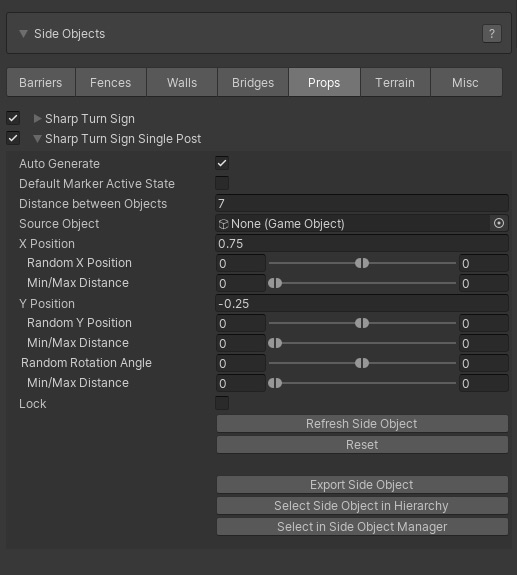 Side Objects ?
Barriers Fences Walls Bridges Props Terrain Misc
Sharp Turn Sign
Sharp Turn Sign Single Post
Auto Generate
Default Marker Active State
Distance between Objects 7
Source Object None (Game Object)
X Position 0.75
Random X Position 0 0
Min/Max Distance 0 0
Y Position -0.25
Random Y Position 0 0
Min/Max Distance 0 0
Random Rotation Angle 0 0
Min/Max Distance 0 0
Lock
Refresh Side Object
Reset
Export Side Object
Select Side Object in Hierarchy
Select in Side Object Manager